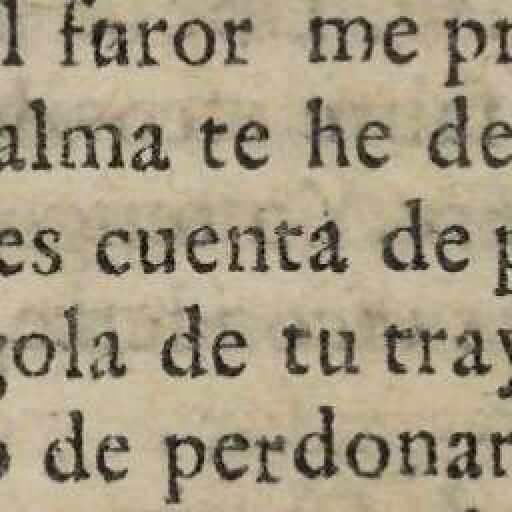 l furor me pr
alma te he de
es cuenta de p
gola de tu tray
o de perdonar